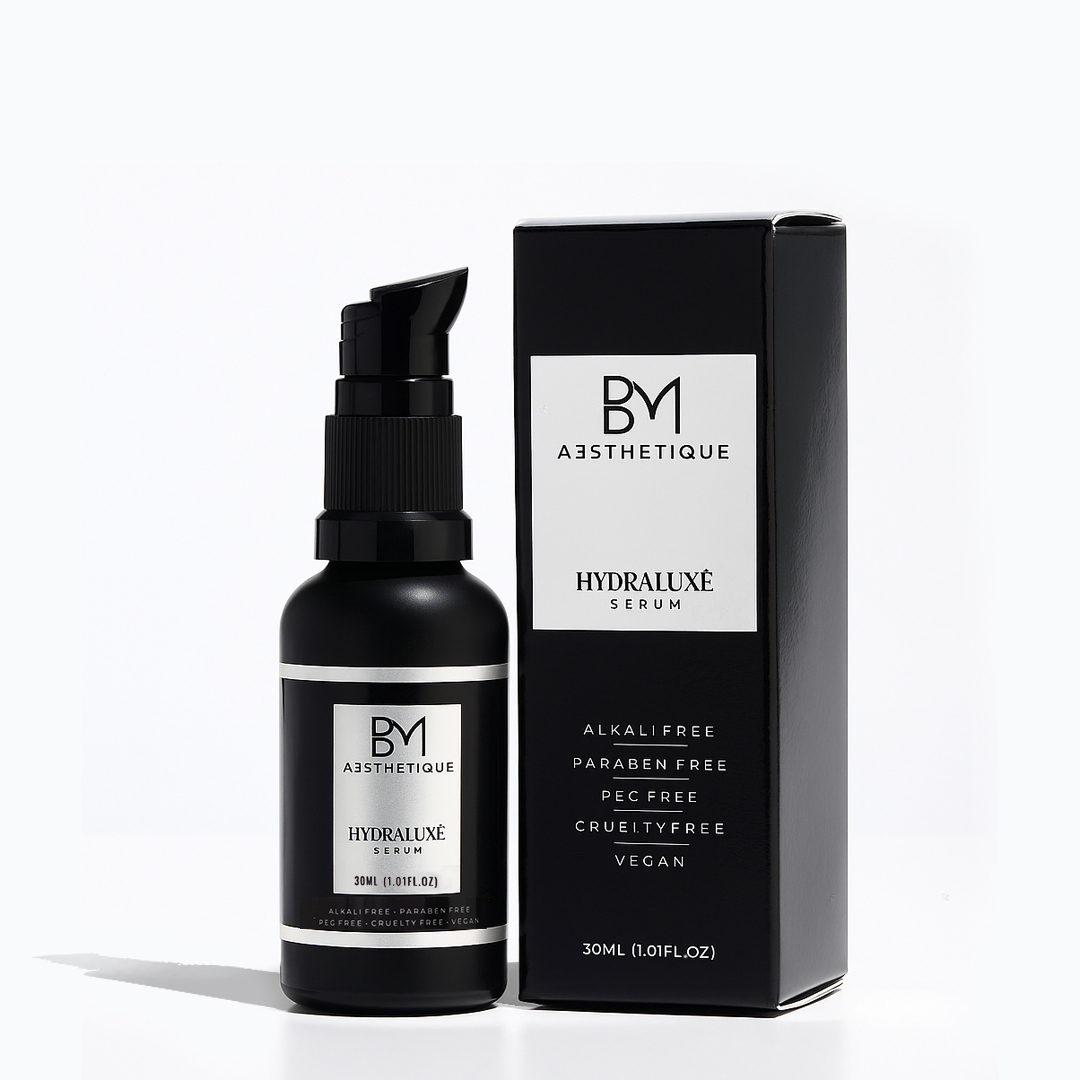 BM
AƎSTHETIQUE
HYDRALUXÊ
SERUM
30ML (1.01FL.OZ)
ALKALI FREE • PARABEN FREE
PEG FREE • CRUELTY FREE • VEGAN
BM
AƎSTHETIQUE
HYDRALUXÊ
SERUM
ALKALI FREE
PARABEN FREE
PEC FREE
CRUELTYFREE
VEGAN
30ML (1.01FL.OZ)